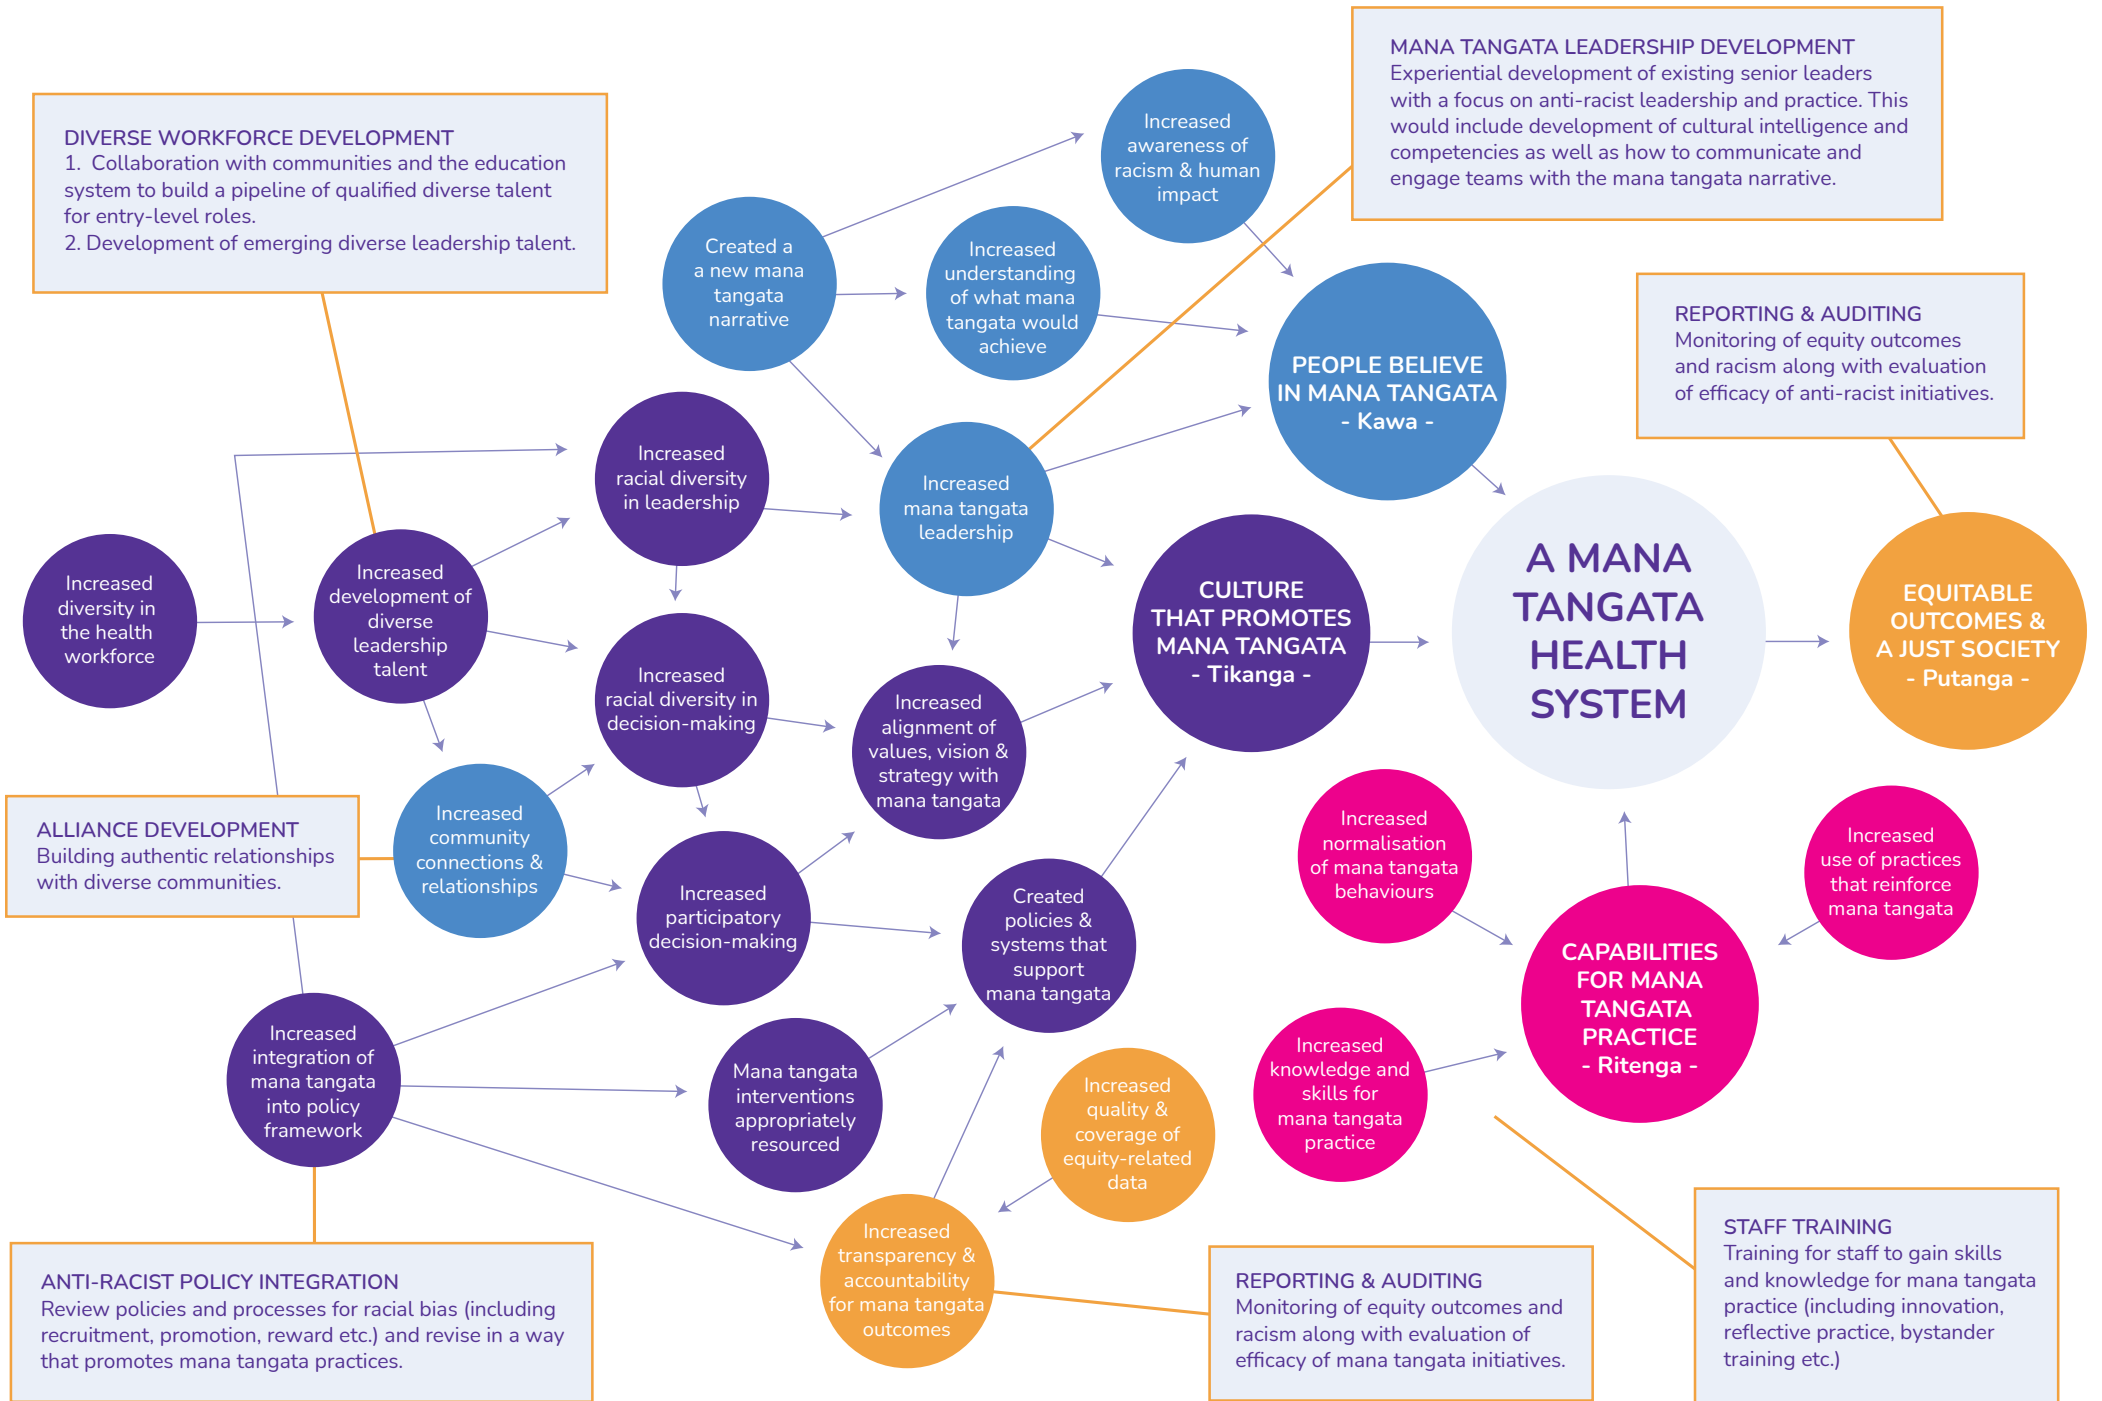 MANA TANGATA LEADERSHIP DEVELOPMENT
Experiential development of existing senior leaders
with a focus on anti-racist leadership and practice. This
would include development of cultural intelligence and
competencies as well as how to communicate and
engage teams with the mana tangata narrative.
DIVERSE WORKFORCE DEVELOPMENT
1. Collaboration with communities and the education
system to build a pipeline of qualified diverse talent
for entry-level roles.
2. Development of emerging diverse leadership talent.
Increased
awareness of
racism & human
impact
Created a
a new mana
tangata
narrative
Increased
understanding
of what mana
tangata would
achieve
PEOPLE BELIEVE
IN MANA TANGATA
- Kawa -
REPORTING & AUDITING
Monitoring of equity outcomes
and racism along with evaluation
of efficacy of anti-racist initiatives.
Increased
racial diversity
in leadership
Increased
mana tangata
leadership
Increased
diversity in
the health
workforce
Increased
development of
diverse
leadership
talent
CULTURE
THAT PROMOTES
MANA TANGATA
- Tikanga -
A MANA
TANGATA
HEALTH
SYSTEM
EQUITABLE
OUTCOMES &
A JUST SOCIETY
- Putanga -
Increased
racial diversity in
decision-making
Increased
alignment of
values, vision &
strategy with
mana tangata
ALLIANCE DEVELOPMENT
Building authentic relationships
with diverse communities.
Increased
community
connections &
relationships
Increased
participatory
decision-making
Created
policies &
systems that
support
mana tangata
Increased
normalisation
of mana tangata
behaviours
Increased
use of practices
that reinforce
mana tangata
CAPABILITIES
FOR MANA
TANGATA
PRACTICE
- Ritenga -
Increased
integration of
mana tangata
into policy
framework
Mana tangata
interventions
appropriately
resourced
Increased
quality &
coverage of
equity-related
data
Increased
knowledge and
skills for
mana tangata
practice
Increased
transparency &
accountability
for mana tangata
outcomes
ANTI-RACIST POLICY INTEGRATION
Review policies and processes for racial bias (including
recruitment, promotion, reward etc.) and revise in a way
that promotes mana tangata practices.
REPORTING & AUDITING
Monitoring of equity outcomes and
racism along with evaluation of
efficacy of mana tangata initiatives.
STAFF TRAINING
Training for staff to gain skills
and knowledge for mana tangata
practice (including innovation,
reflective practice, bystander
training etc.)